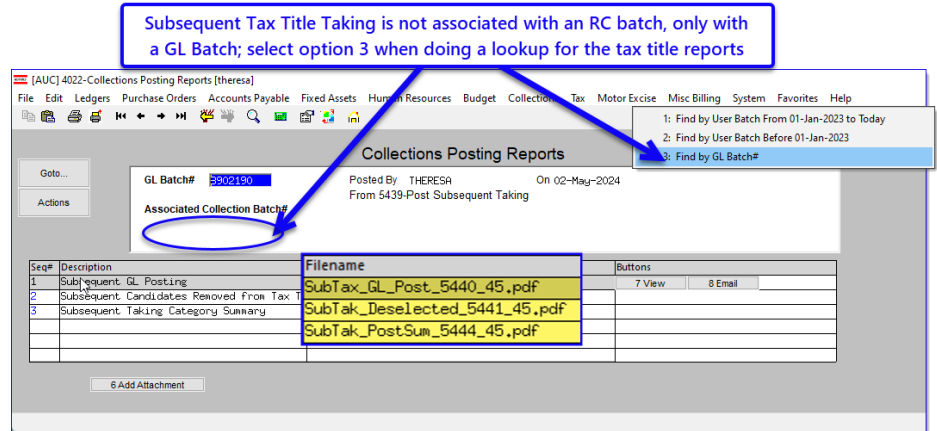 Subsequent Tax Title Taking is not associated with an RC batch, only with
a GL Batch; select option 3 when doing a lookup for the tax title reports
[AUC] 4022-Collections Posting Reports [theresa]
File Edit Ledgers Purchase Orders Accounts Payable Fixed Assets Human Resources Budget Collections Tax Motor Excise Misc Billing System Favorites Help
1: Find by User Batch From 01-Jan-2023 to Today
2: Find by User Batch Before 01-Jan-2023
3: Find by GL Batch#
Collections Posting Reports
Goto...
Actions
GL Batch# 3902190 Posted By THERESA On 02-May-2024
From 5439-Post Subsequent Taking
Associated Collection Batch#
Seq# Description Filename Buttons
1 Subsequent GL Posting SubTax_GL_Post_5440_45.pdf 7 View 8 Email
2 Subsequent Candidates Removed from Tax T SubTak_Deselected_5441_45.pdf
3 Subsequent Taking Category Summary SubTak_PostSum_5444_45.pdf
6 Add Attachment